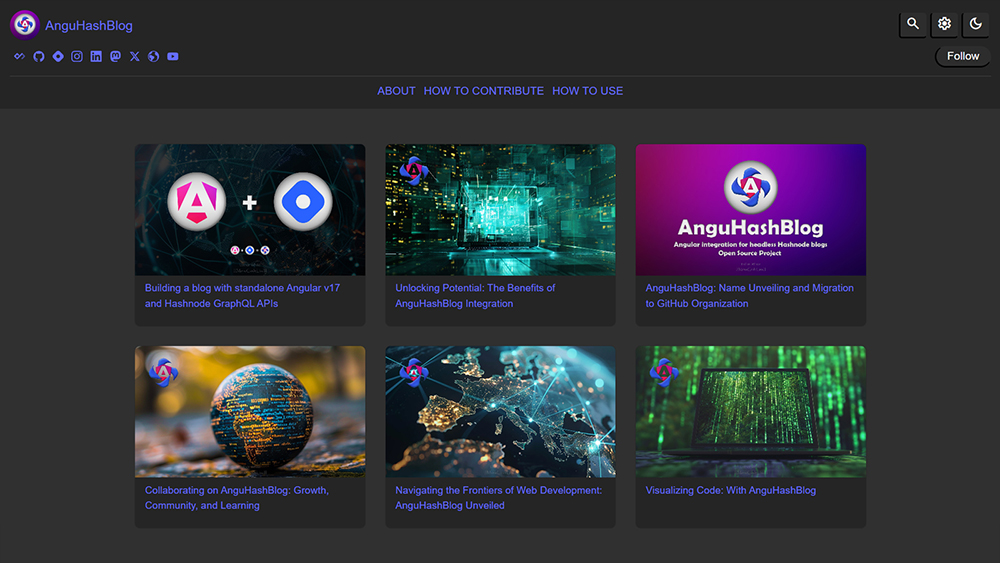 AnguHashBlog
Follow
ABOUT HOW TO CONTRIBUTE HOW TO USE
AnguHashBlog
Angular integration for headless Hashnode blogs
Open Source Project
Building a blog with standalone Angular v17
and Hashnode GraphQL APIs
Unlocking Potential: The Benefits of
AnguHashBlog Integration
AnguHashBlog: Name Unveiling and Migration
to GitHub Organization
Collaborating on AnguHashBlog: Growth,
Community, and Learning
Navigating the Frontiers of Web Development:
AnguHashBlog Unveiled
Visualizing Code: With AnguHashBlog